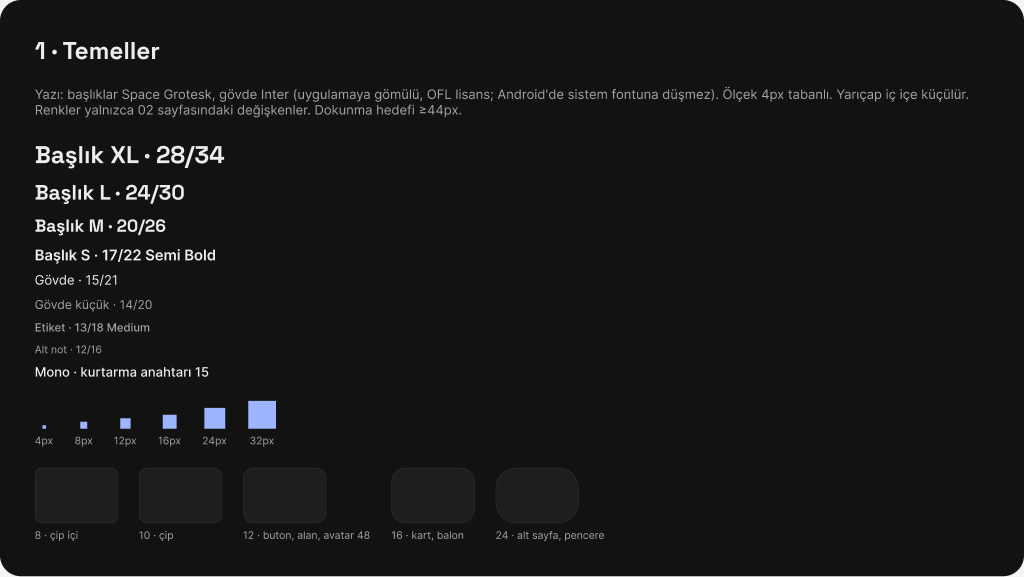 1 · Temeller
Yazı: başlıklar Space Grotesk, gövde Inter (uygulamaya gömülü, OFL lisans; Android'de sistem fontuna düşmez). Ölçek 4px tabanlı. Yarıçap iç içe küçülür.
Renkler yalnızca 02 sayfasındaki değişkenler. Dokunma hedefi ≥44px.
Başlık XL · 28/34
Başlık L · 24/30
Başlık M · 20/26
Başlık S · 17/22 Semi Bold
Gövde · 15/21
Gövde küçük · 14/20
Etiket · 13/18 Medium
Alt not · 12/16
Mono · kurtarma anahtarı 15
4px 8px 12px 16px 24px 32px
8 · çip içi 10 · çip 12 · buton, alan, avatar 48 16 · kart, balon 24 · alt sayfa, pencere